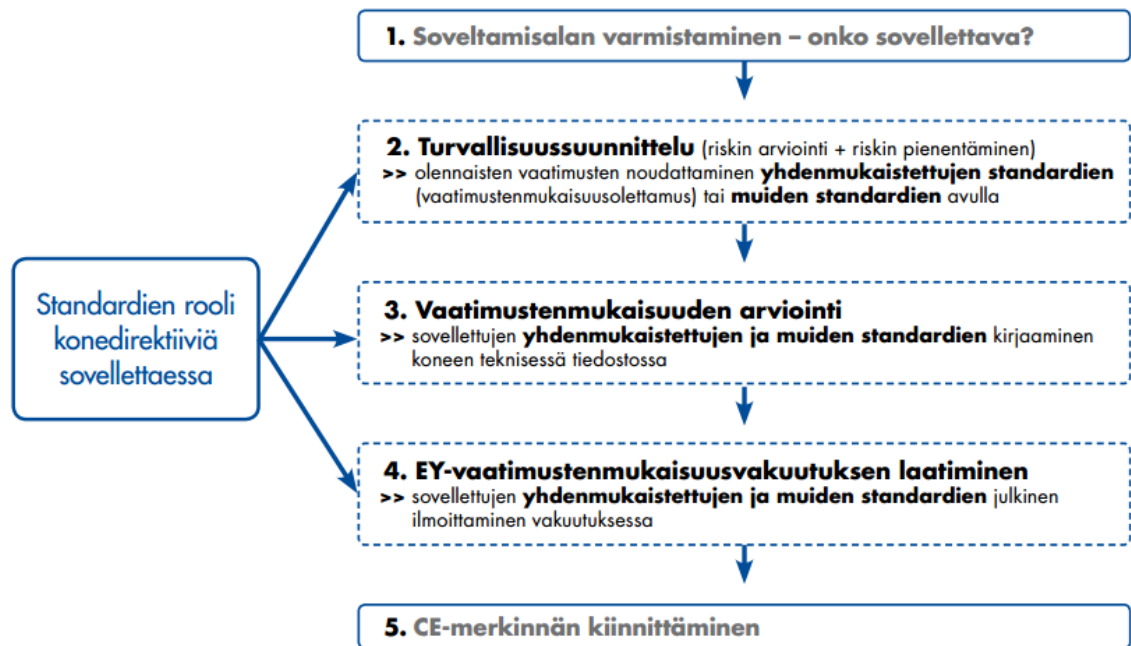 1. Soveltamisalan varmistaminen – onko sovellettava?
2. Turvallisuussuunnittelu (riskin arviointi + riskin pienentäminen)
>> olennaisten vaatimusten noudattaminen yhdenmukaistettujen standardien
(vaatimustenmukaisuusolettamus) tai muiden standardien avulla
Standardien rooli
konedirektiiviä
sovellettaessa
3. Vaatimustenmukaisuuden arviointi
>> sovellettujen yhdenmukaistettujen ja muiden standardien kirjaaminen
koneen teknisessä tiedostossa
4. EY-vaatimustenmukaisuusvakuutuksen laatiminen
>> sovellettujen yhdenmukaistettujen ja muiden standardien julkinen
ilmoittaminen vakuutuksessa
5. CE-merkinnän kiinnittäminen